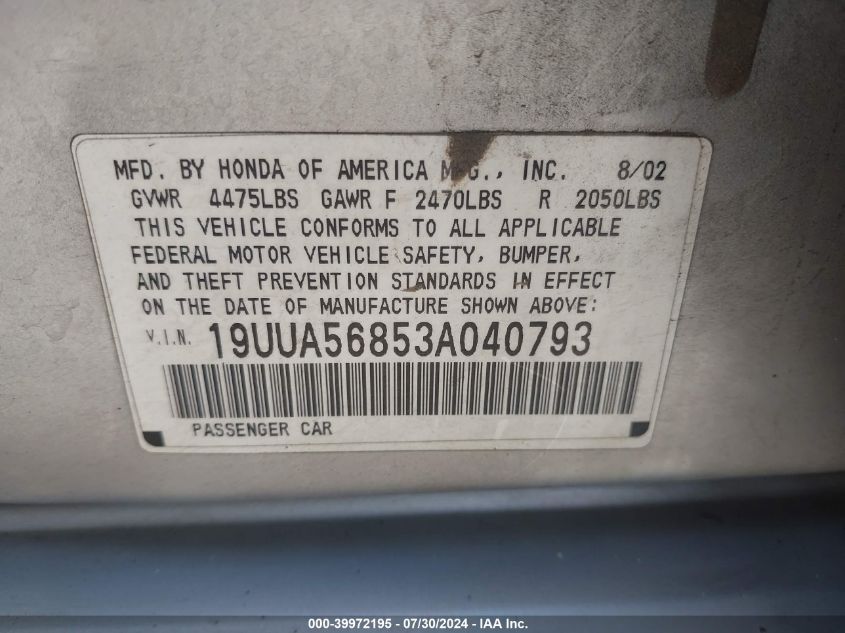 MFD. BY HONDA OF AMERICA MFG., INC. 8/02
GVWR 4475LBS GAWR F 2470LBS R 2050LBS
THIS VEHICLE CONFORMS TO ALL APPLICABLE
FEDERAL MOTOR VEHICLE SAFETY, BUMPER,
AND THEFT PREVENTION STANDARDS IN EFFECT
ON THE DATE OF MANUFACTURE SHOWN ABOVE:
V.I.N. 19UUA56853A040793
PASSENGER CAR
000-39972195 - 07/30/2024 - IAA Inc.